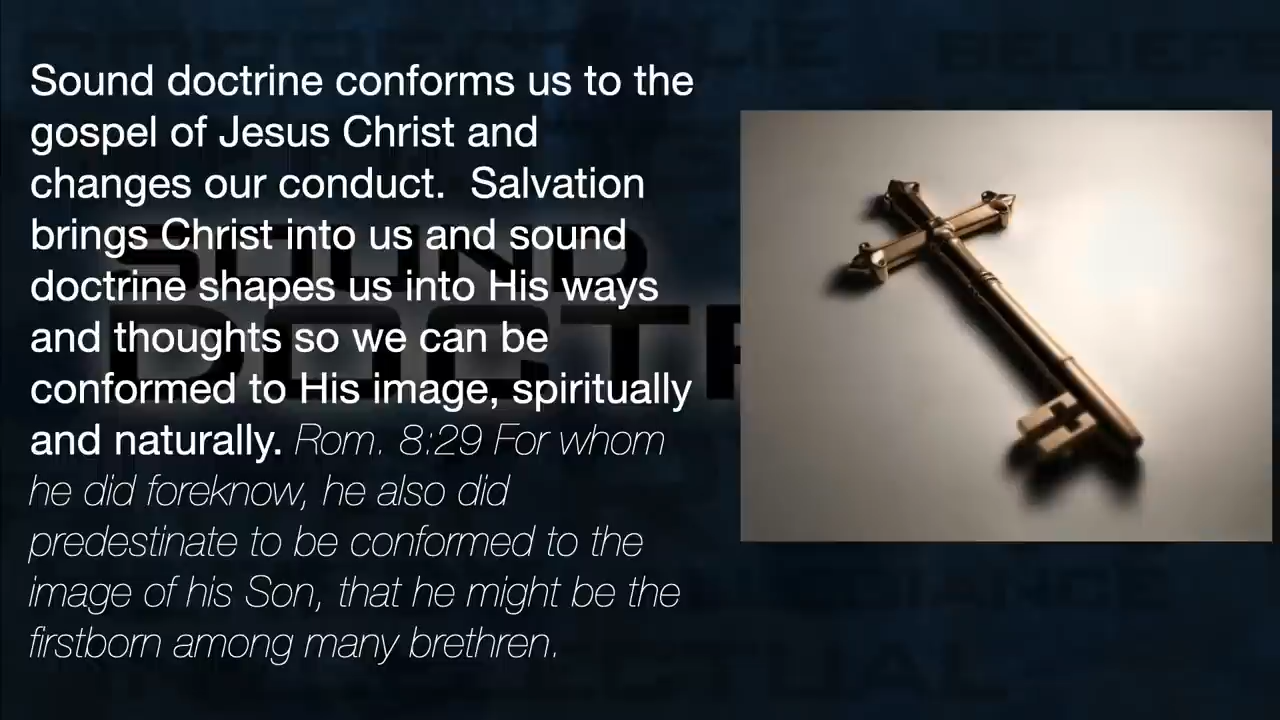 Sound doctrine conforms us to the
gospel of Jesus Christ and
changes our conduct.  Salvation
brings Christ into us and sound
doctrine shapes us into His ways
and thoughts so we can be
conformed to His image, spiritually
and naturally. Rom. 8:29 For whom
he did foreknow, he also did
predestinate to be conformed to the
image of his Son, that he might be the
firstborn among many brethren.